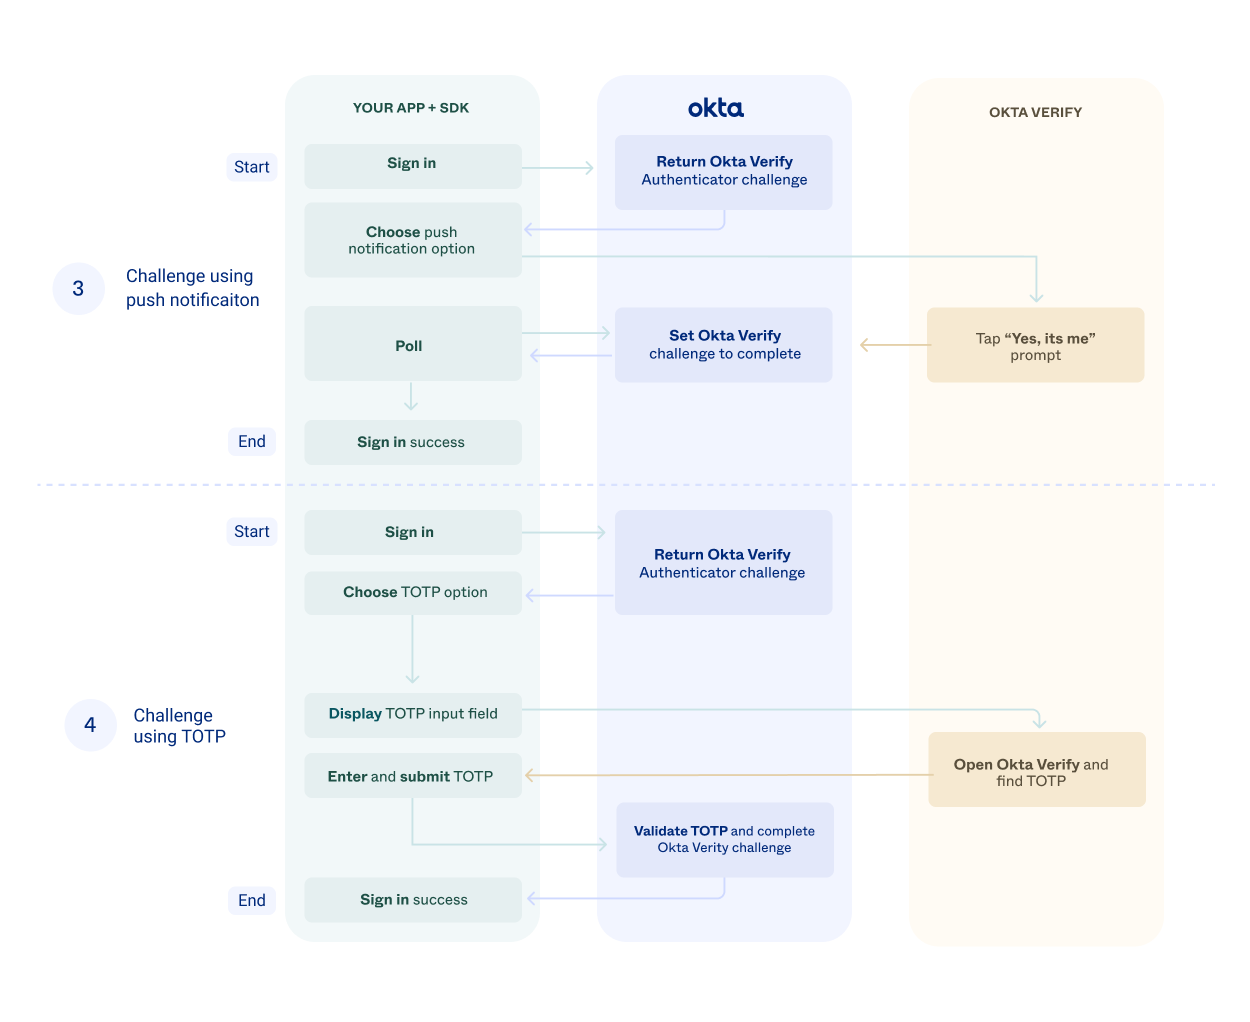 YOUR APP + SDK
okta
OKTA VERIFY
Start
Sign in
Return Okta Verify
Authenticator challenge
Choose push
notification option
3
Challenge using
push notificaiton
Poll
Set Okta Verify
challenge to complete
Tap “Yes, its me”
prompt
End
Sign in success
Start
Sign in
Return Okta Verify
Authenticator challenge
Choose TOTP option
4
Challenge
using TOTP
Display TOTP input field
Open Okta Verify and
find TOTP
Enter and submit TOTP
Validate TOTP and complete
Okta Verity challenge
End
Sign in success